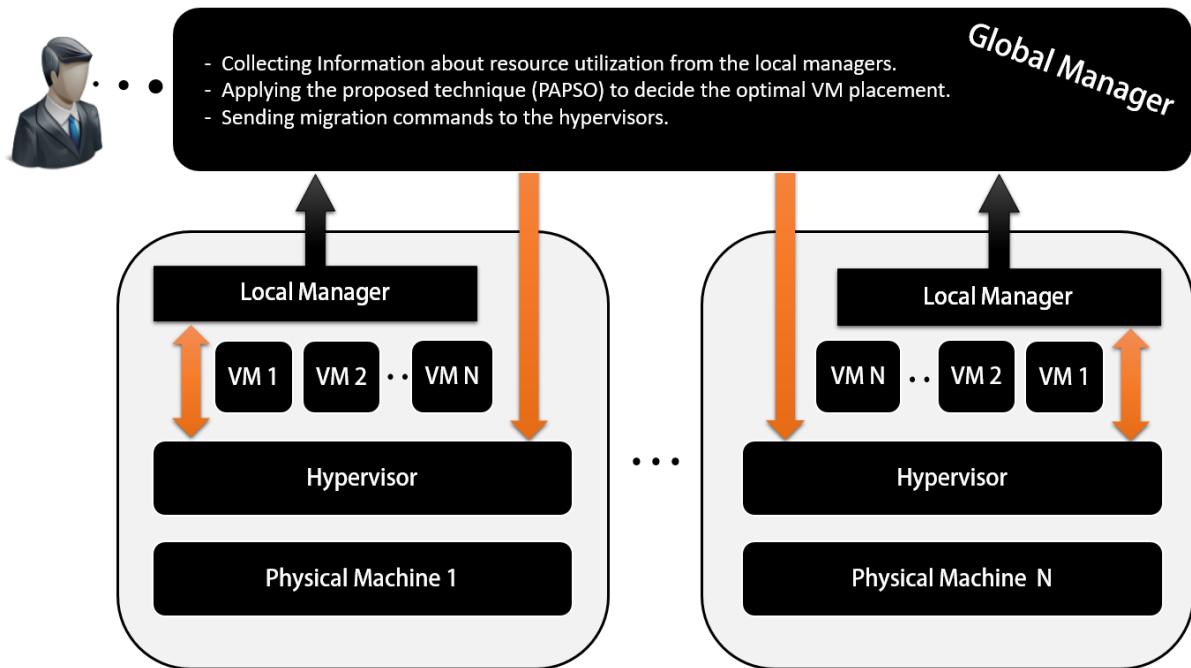 Global Manager
- Collecting Information about resource utilization from the local managers.
- Applying the proposed technique (PAPSO) to decide the optimal VM placement.
- Sending migration commands to the hypervisors.
Local Manager
VM 1 VM 2 .. VM N
Hypervisor
Physical Machine 1
...
Local Manager
VM N .. VM 2 VM 1
Hypervisor
Physical Machine N